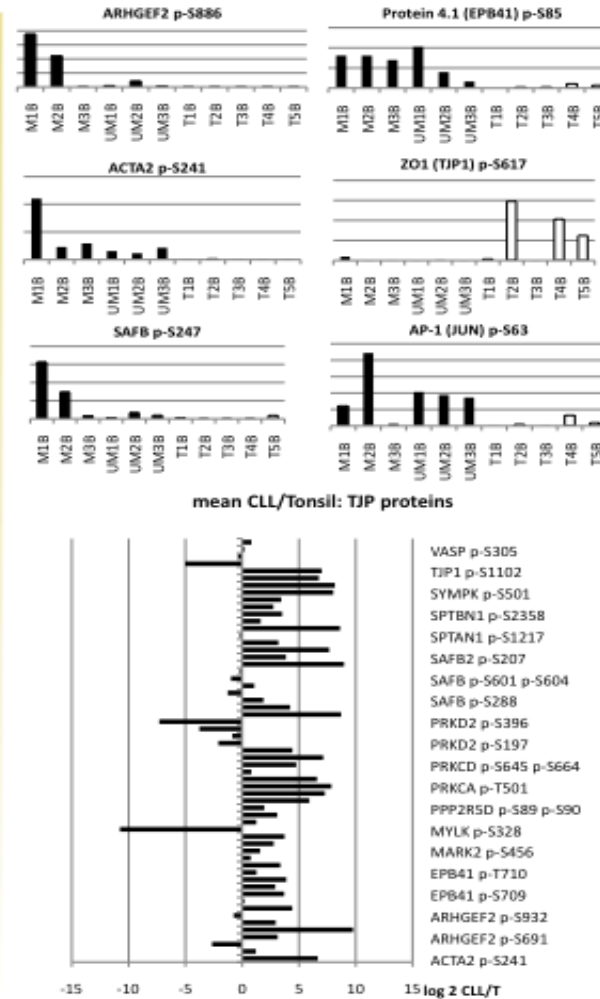 ARHGEF2 p-S886
M1B M2B M3B UM1B UM2B UM3B T1B T2B T3B T4B T5B
Protein 4.1 (EPB41) p-S85
M1B M2B M3B UM1B UM2B UM3B T1B T2B T3B T4B T5B
ACTA2 p-S241
M1B M2B M3B UM1B UM2B UM3B T1B T2B T3B T4B T5B
ZO1 (TJP1) p-S617
M1B M2B M3B UM1B UM2B UM3B T1B T2B T3B T4B T5B
SAFB p-S247
M1B M2B M3B UM1B UM2B UM3B T1B T2B T3B T4B T5B
AP-1 (JUN) p-S63
M1B M2B M3B UM1B UM2B UM3B T1B T2B T3B T4B T5B
mean CLL/Tonsil: TJP proteins
VASP p-S305
TJP1 p-S1102
SYMPK p-S501
SPTBN1 p-S2358
SPTAN1 p-S1217
SAFB2 p-S207
SAFB p-S601 p-S604
SAFB p-S288
PRKD2 p-S396
PRKD2 p-S197
PRKCD p-S645 p-S664
PRKCA p-T501
PPP2R5D p-S89 p-S90
MYLK p-S328
MARK2 p-S456
EPB41 p-T710
EPB41 p-S709
ARHGEF2 p-S932
ARHGEF2 p-S691
ACTA2 p-S241
-15 -10 -5 0 5 10 15 log 2 CLL/T